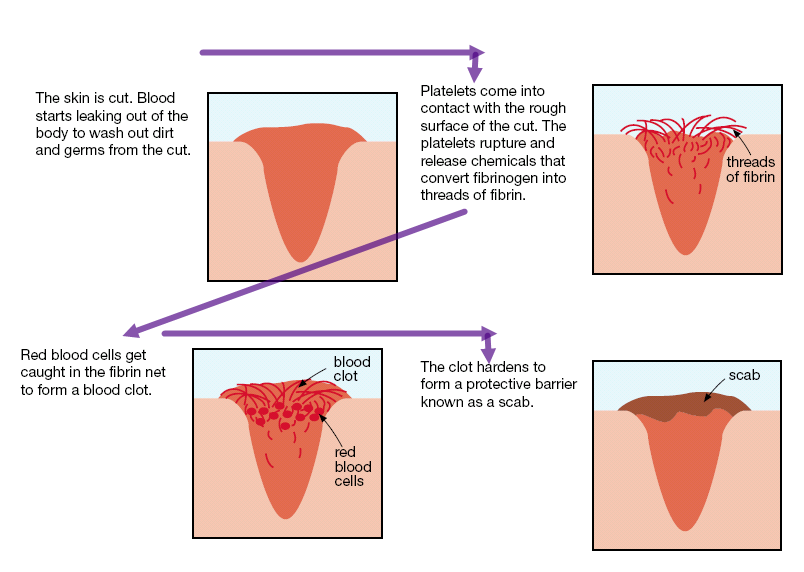 The skin is cut. Blood
starts leaking out of the
body to wash out dirt
and germs from the cut.
Platelets come into
contact with the rough
surface of the cut. The
platelets rupture and
release chemicals that
convert fibrinogen into
threads of fibrin.
threads
of fibrin
Red blood cells get
caught in the fibrin net
to form a blood clot.
blood
clot
red
blood
cells
The clot hardens to
form a protective barrier
known as a scab.
scab